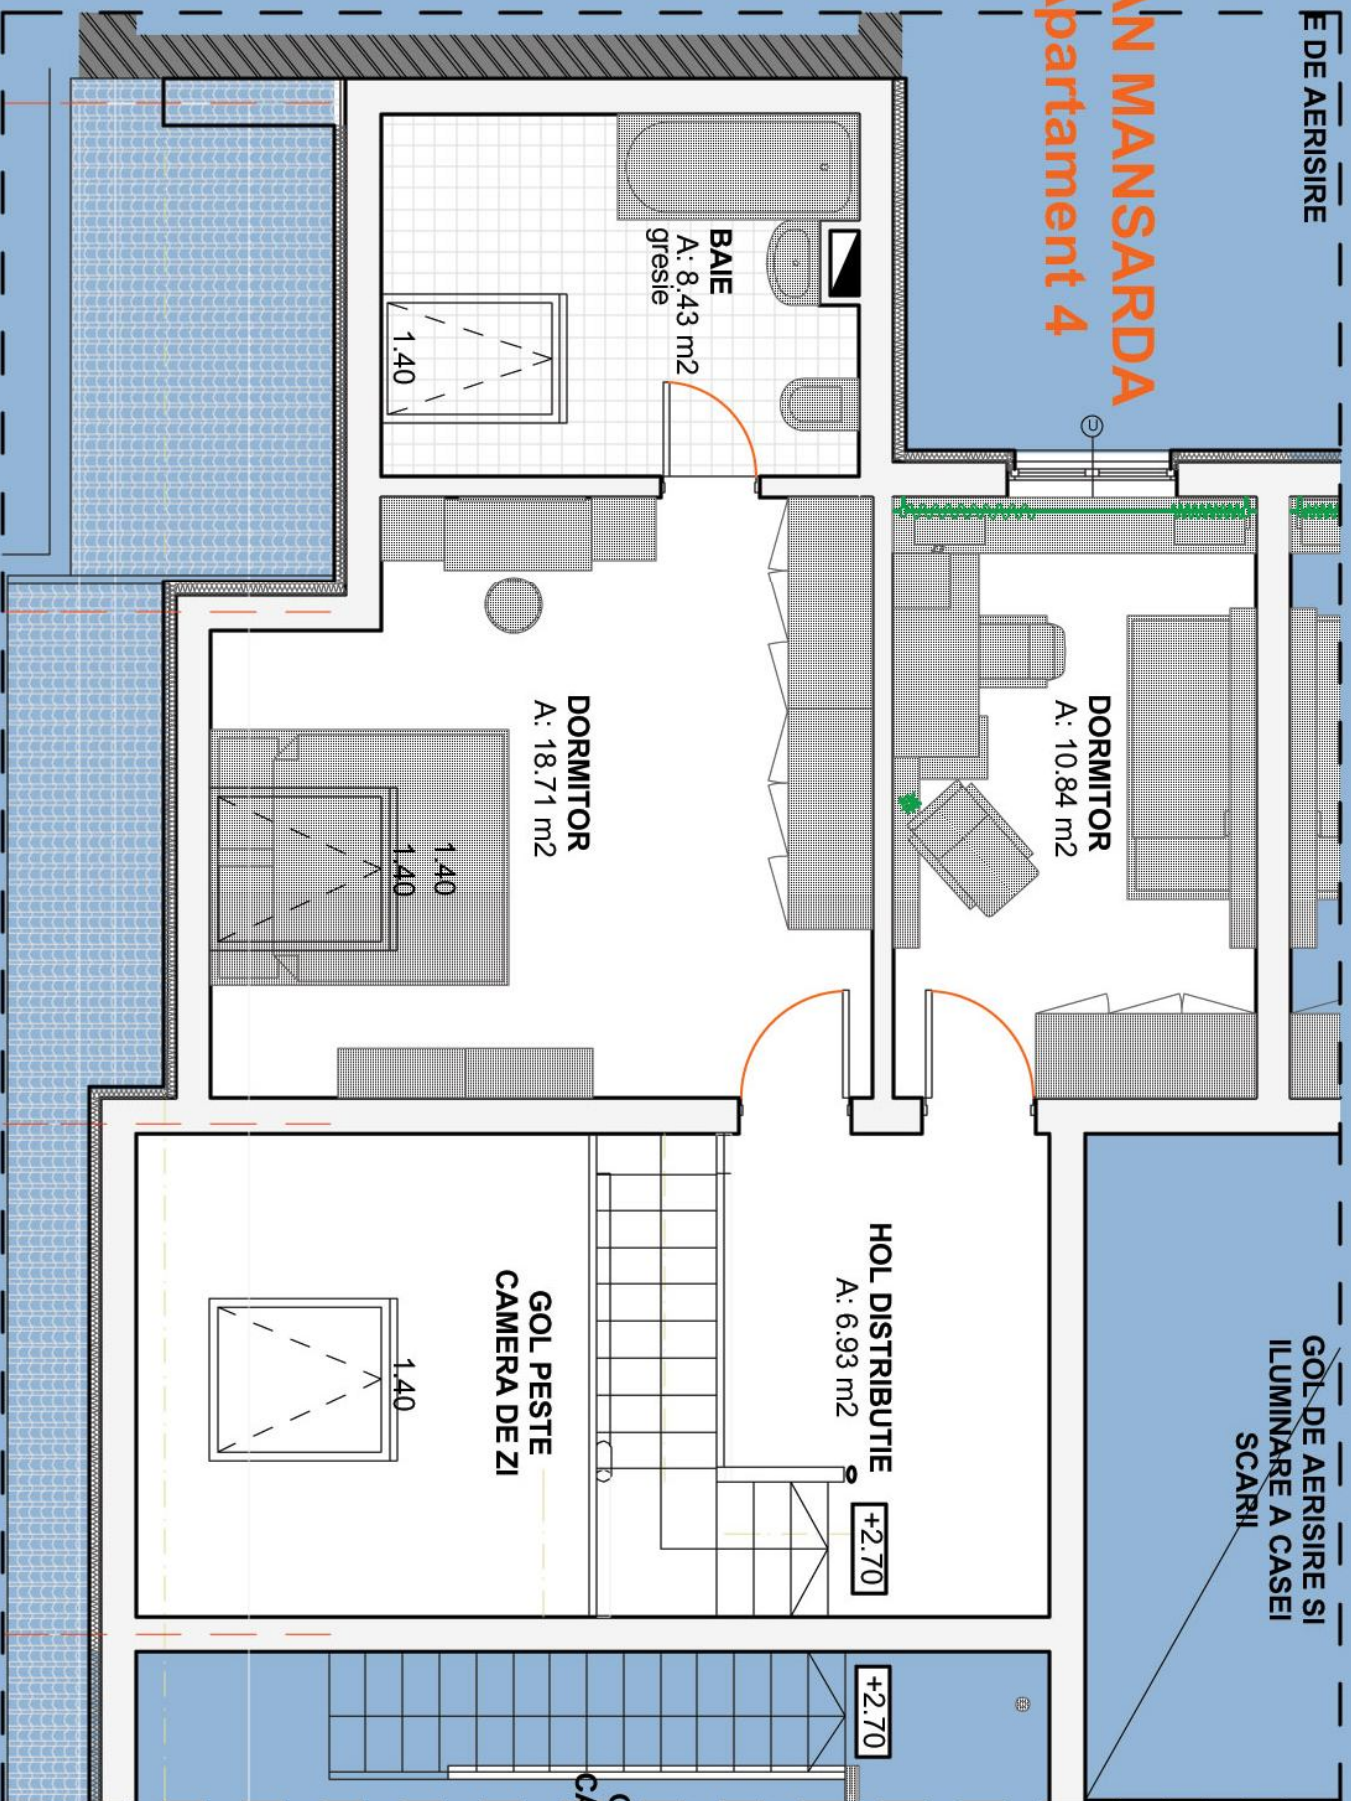 E DE AERISIRE
AN MANSARDA
Apartament 4
BAIE
A: 8.43 m2
gresie
1.40
DORMITOR
A: 10.84 m2
DORMITOR
A: 18.71 m2
1.40
1.40
HOL DISTRIBUTIE
A: 6.93 m2
+2.70
GOL PESTE
CAMERA DE ZI
1.40
GOL DE AERISIRE SI
ILUMINARE A CASEI
SCARII
+2.70